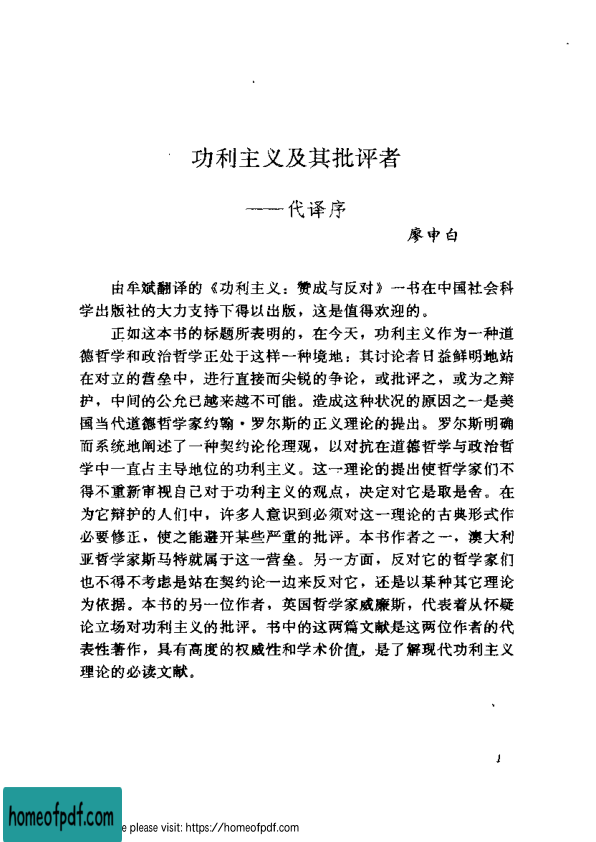 功利主义及其批评者
——代译序
廖申白
由牟斌翻译的《功利主义：赞成与反对》一书在中国社会科
学出版社的大力支持下得以出版，这是值得欢迎的。
正如这本书的标题所表明的，在今天，功利主义作为一种道
德哲学和政治哲学正处于这样一种境地：其讨论者日益鲜明地站
在对立的营垒中，进行直接而尖锐的争论，或批评之，或为之辩
护，中间的公允已越来越不可能。造成这种状况的原因之一是美
国当代道德哲学家约翰·罗尔斯的正义理论的提出。罗尔斯明确
而系统地阐述了一种契约论伦理观，以对抗在道德哲学与政治哲
学中一直占主导地位的功利主义。这一理论的提出使哲学家们不
得不重新审视自己对于功利主义的观点，决定对它是取是舍。在
为它辩护的人们中，许多人意识到必须对这一理论的古典形式作
必要修正，使之能避开某些严重的批评。本书作者之一，澳大利
亚哲学家斯马特就属于这一营垒。另一方面，反对它的哲学家们
也不得不考虑是站在契约论一边来反对它，还是以某种其它理论
为依据。本书的另一位作者，英国哲学家威廉斯，代表着从怀疑
论立场对功利主义的批评。书中的这两篇文献是这两位作者的代
表性著作，具有高度的权威性和学术价值，是了解现代功利主义
理论的必读文献。
1
homeofpdf.com
e please visit: https://homeofpdf.com